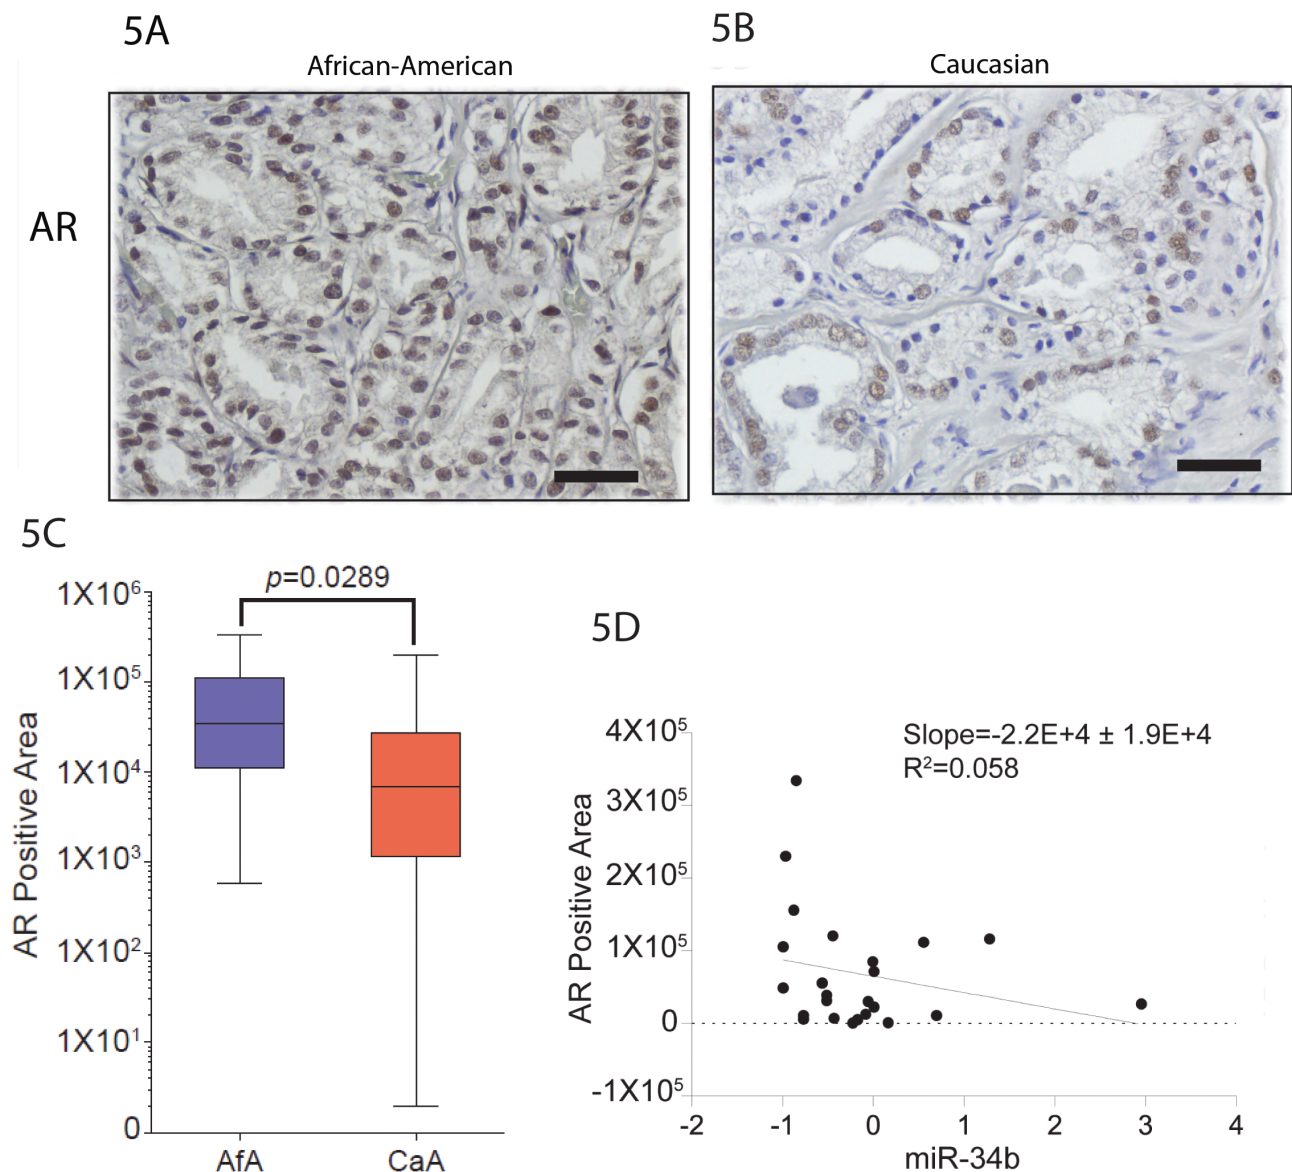 5A
African-American
5B
Caucasian
AR
5C
p=0.0289
1X10⁶
1X10⁵
1X10⁴
1X10³
1X10²
1X10¹
0
AR Positive Area
AfA
CaA
5D
Slope=-2.2E+4 ± 1.9E+4
R²=0.058
4X10⁵
3X10⁵
2X10⁵
1X10⁵
0
-1X10⁵
AR Positive Area
-2
-1
0
1
2
3
4
miR-34b